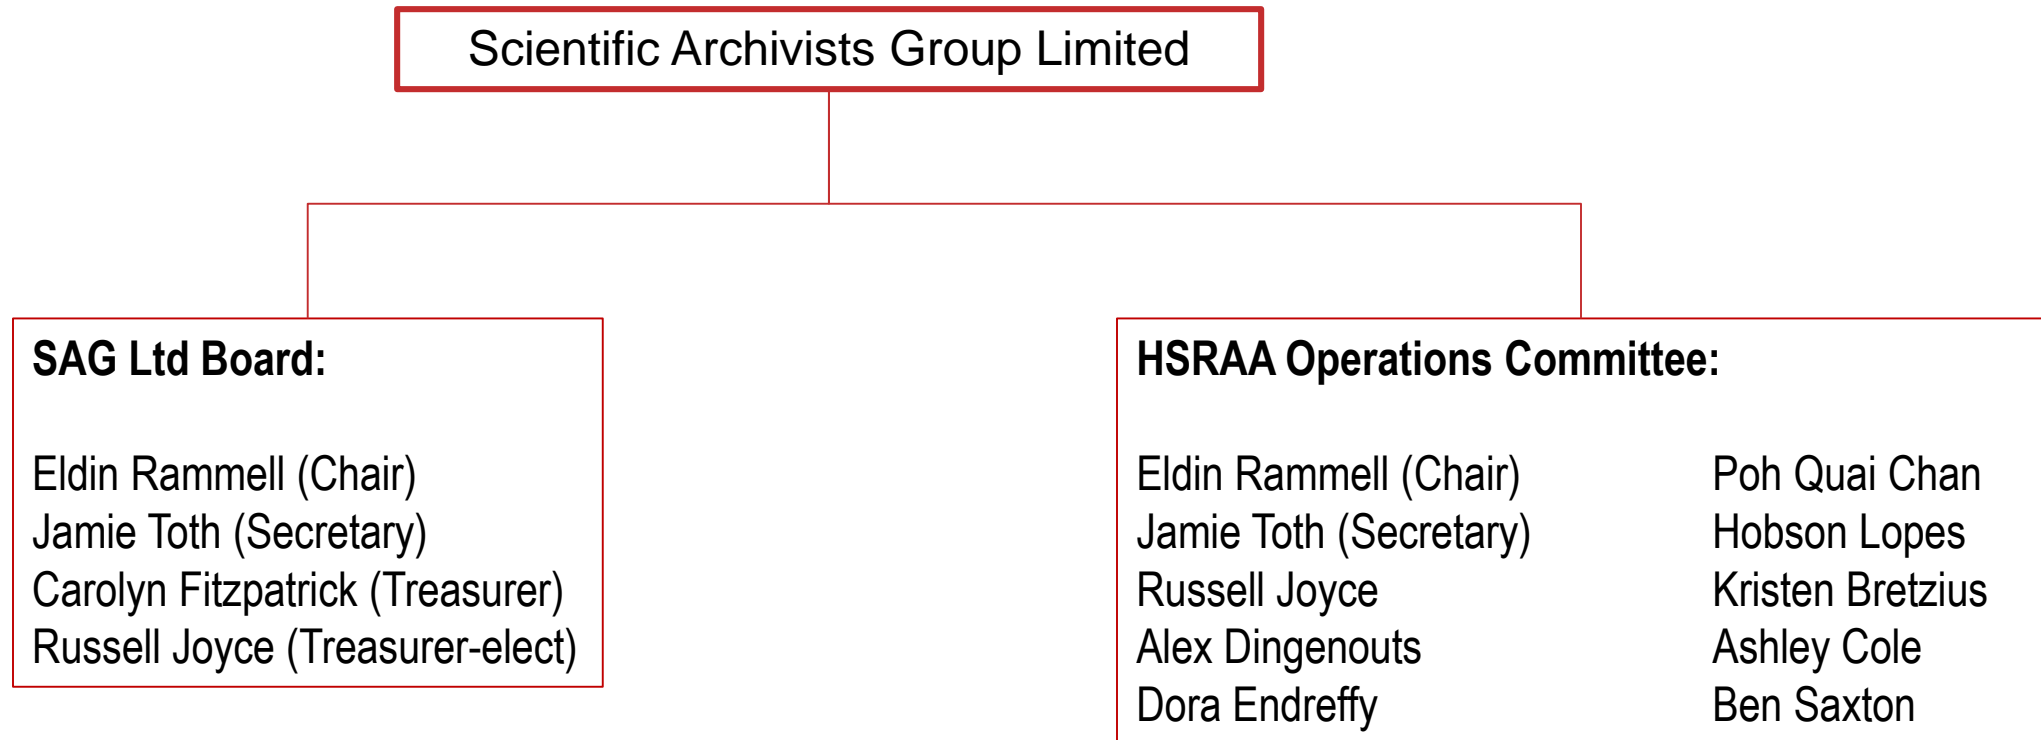 Scientific Archivists Group Limited
SAG Ltd Board:
Eldin Rammell (Chair)
Jamie Toth (Secretary)
Carolyn Fitzpatrick (Treasurer)
Russell Joyce (Treasurer-elect)
HSRAA Operations Committee:
Eldin Rammell (Chair)
Jamie Toth (Secretary)
Russell Joyce
Alex Dingenouts
Dora Endreffy
Poh Quai Chan
Hobson Lopes
Kristen Bretzius
Ashley Cole
Ben Saxton